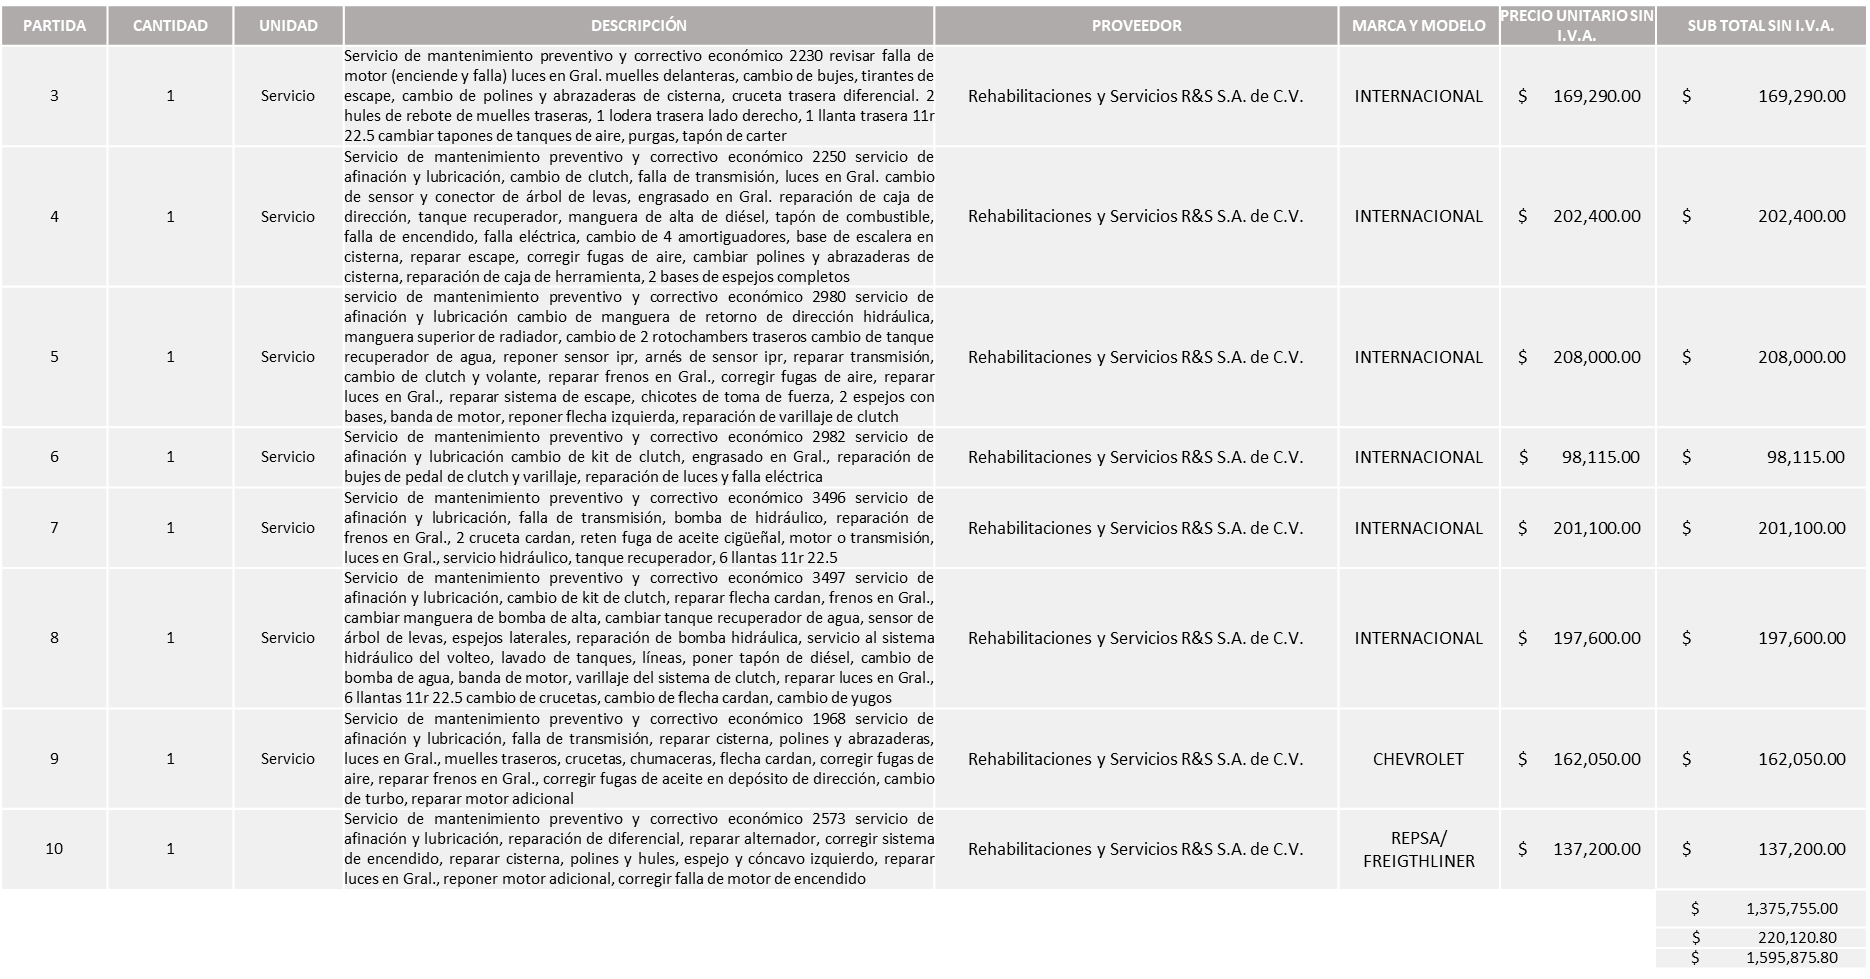 PARTIDA CANTIDAD UNIDAD DESCRIPCIÓN PROVEEDOR MARCA Y MODELO PRECIO UNITARIO SIN I.V.A. SUB TOTAL SIN I.V.A.
3 1 Servicio
Servicio de mantenimiento preventivo y correctivo económico 2230 revisar falla de
motor (enciende y falla) luces en Gral. muelles delanteras, cambio de bujes, tirantes de
escape, cambio de polines y abrazaderas de cisterna, cruceta trasera diferencial. 2
hules de rebote de muelles traseras, 1 lodera trasera lado derecho, 1 llanta trasera 11r
22.5 cambiar tapones de tanques de aire, purgas, tapón de carter
Rehabilitaciones y Servicios R&S S.A. de C.V. INTERNACIONAL $ 169,290.00 $ 169,290.00
4 1 Servicio
Servicio de mantenimiento preventivo y correctivo económico 2250 servicio de
afinación y lubricación, cambio de clutch, falla de transmisión, luces en Gral. cambio
de sensor y conector de árbol de levas, engrasado en Gral. reparación de caja de
dirección, tanque recuperador, manguera de alta de diésel, tapón de combustible,
falla de encendido, falla eléctrica, cambio de 4 amortiguadores, base de escalera en
cisterna, reparar escape, corregir fugas de aire, cambiar polines y abrazaderas de
cisterna, reparación de caja de herramienta, 2 bases de espejos completos
Rehabilitaciones y Servicios R&S S.A. de C.V. INTERNACIONAL $ 202,400.00 $ 202,400.00
5 1 Servicio
servicio de mantenimiento preventivo y correctivo económico 2980 servicio de
afinación y lubricación cambio de manguera de retorno de dirección hidráulica,
manguera superior de radiador, cambio de 2 rotochambers traseros cambio de tanque
recuperador de agua, reponer sensor ipr, arnés de sensor ipr, reparar transmisión,
cambio de clutch y volante, reparar frenos en Gral., corregir fugas de aire, reparar
luces en Gral., reparar sistema de escape, chicotes de toma de fuerza, 2 espejos con
bases, banda de motor, reponer flecha izquierda, reparación de varillaje de clutch
Rehabilitaciones y Servicios R&S S.A. de C.V. INTERNACIONAL $ 208,000.00 $ 208,000.00
6 1 Servicio
Servicio de mantenimiento preventivo y correctivo económico 2982 servicio de
afinación y lubricación cambio de kit de clutch, engrasado en Gral., reparación de
bujes de pedal de clutch y varillaje, reparación de luces y falla eléctrica
Rehabilitaciones y Servicios R&S S.A. de C.V. INTERNACIONAL $ 98,115.00 $ 98,115.00
7 1 Servicio
Servicio de mantenimiento preventivo y correctivo económico 3496 servicio de
afinación y lubricación, falla de transmisión, bomba de hidráulico, reparación de
frenos en Gral., 2 cruceta cardan, reten fuga de aceite cigüeñal, motor o transmisión,
luces en Gral., servicio hidráulico, tanque recuperador, 6 llantas 11r 22.5
Rehabilitaciones y Servicios R&S S.A. de C.V. INTERNACIONAL $ 201,100.00 $ 201,100.00
8 1 Servicio
Servicio de mantenimiento preventivo y correctivo económico 3497 servicio de
afinación y lubricación, cambio de kit de clutch, reparar flecha cardan, frenos en Gral.,
cambiar manguera de bomba de alta, cambiar tanque recuperador de agua, sensor de
árbol de levas, espejos laterales, reparación de bomba hidráulica, servicio al sistema
hidráulico del volteo, lavado de tanques, líneas, poner tapón de diésel, cambio de
bomba de agua, banda de motor, varillaje del sistema de clutch, reparar luces en Gral.,
6 llantas 11r 22.5 cambio de crucetas, cambio de flecha cardan, cambio de yugos
Rehabilitaciones y Servicios R&S S.A. de C.V. INTERNACIONAL $ 197,600.00 $ 197,600.00
9 1 Servicio
Servicio de mantenimiento preventivo y correctivo económico 1968 servicio de
afinación y lubricación, falla de transmisión, reparar cisterna, polines y abrazaderas,
luces en Gral., muelles traseros, crucetas, chumaceras, flecha cardan, corregir fugas de
aire, reparar frenos en Gral., corregir fugas de aceite en depósito de dirección, cambio
de turbo, reparar motor adicional
Rehabilitaciones y Servicios R&S S.A. de C.V. CHEVROLET $ 162,050.00 $ 162,050.00
10 1
Servicio de mantenimiento preventivo y correctivo económico 2573 servicio de
afinación y lubricación, reparación de diferencial, reparar alternador, corregir sistema
de encendido, reparar cisterna, polines y hules, espejo y cóncavo izquierdo, reparar
luces en Gral., reponer motor adicional, corregir falla de motor de encendido
Rehabilitaciones y Servicios R&S S.A. de C.V. REPSA/ FREIGTHLINER $ 137,200.00 $ 137,200.00
$ 1,375,755.00
$ 220,120.80
$ 1,595,875.80